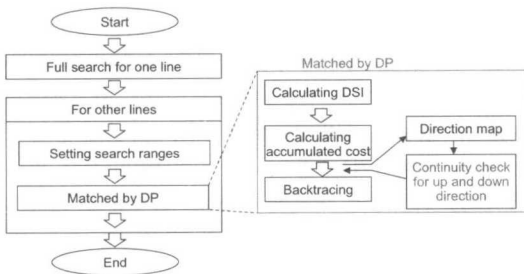 Start
Full search for one line
For other lines
Setting search ranges
Matched by DP
End
Matched by DP
Calculating DSI
Calculating
accumulated cost
Backtracing
Direction map
Continuity check
for up and down
direction